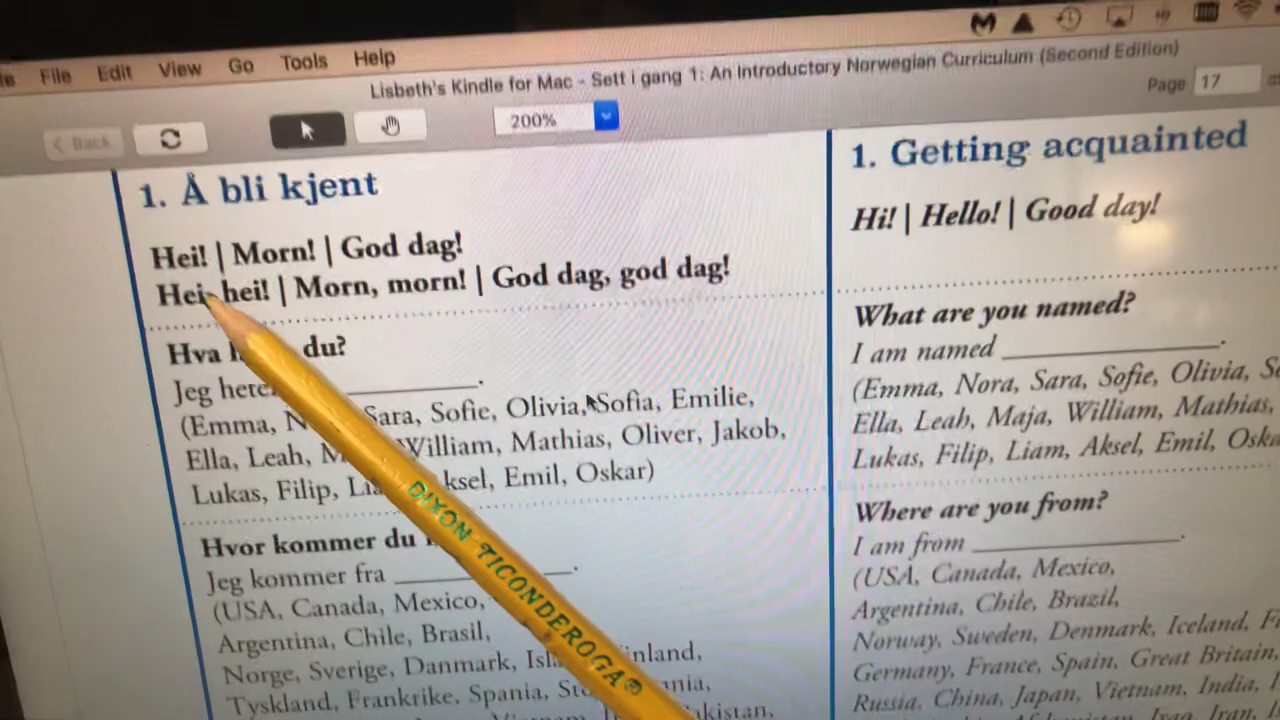 File Edit View Go Tools Help
Lisbeth's Kindle for Mac - Sett i gang 1: An Introductory Norwegian Curriculum (Second Edition)
Back
200%
Page 17
1. Å bli kjent
Hei! | Morn! | God dag!
Hei, hei! | Morn, morn! | God dag, god dag!
Hva du?
Jeg
(Emma, Sara, Sofie, Olivia, Sofia, Emilie,
Ella, Leah, William, Mathias, Oliver, Jakob,
Lukas, Filip, Emil, Oskar)
Hvor kommer du
Jeg kommer fra
(USA, Canada, Mexico,
Argentina, Chile, Brasil,
Norge, Sverige, Danmark,
Tyskland, Frankrike, Spania,
1. Getting acquainted
Hi! | Hello! | Good day!
What are you named?
I am named
(Emma, Nora, Sara, Sofie, Olivia,
Ella, Leah, Maja, William, Mathias,
Lukas, Filip, Liam, Aksel, Emil,
Where are you from?
I am from
(USA, Canada, Mexico,
Argentina, Chile, Brazil,
Norway, Sweden, Denmark, Iceland,
Germany, France, Spain, Great Britain,
Russia, China, Japan, Vietnam, India,
DIXON TICONDEROGA®